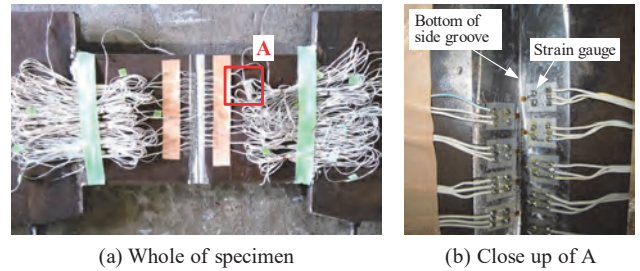 A
Bottom of
side groove
Strain gauge
(a) Whole of specimen
(b) Close up of A